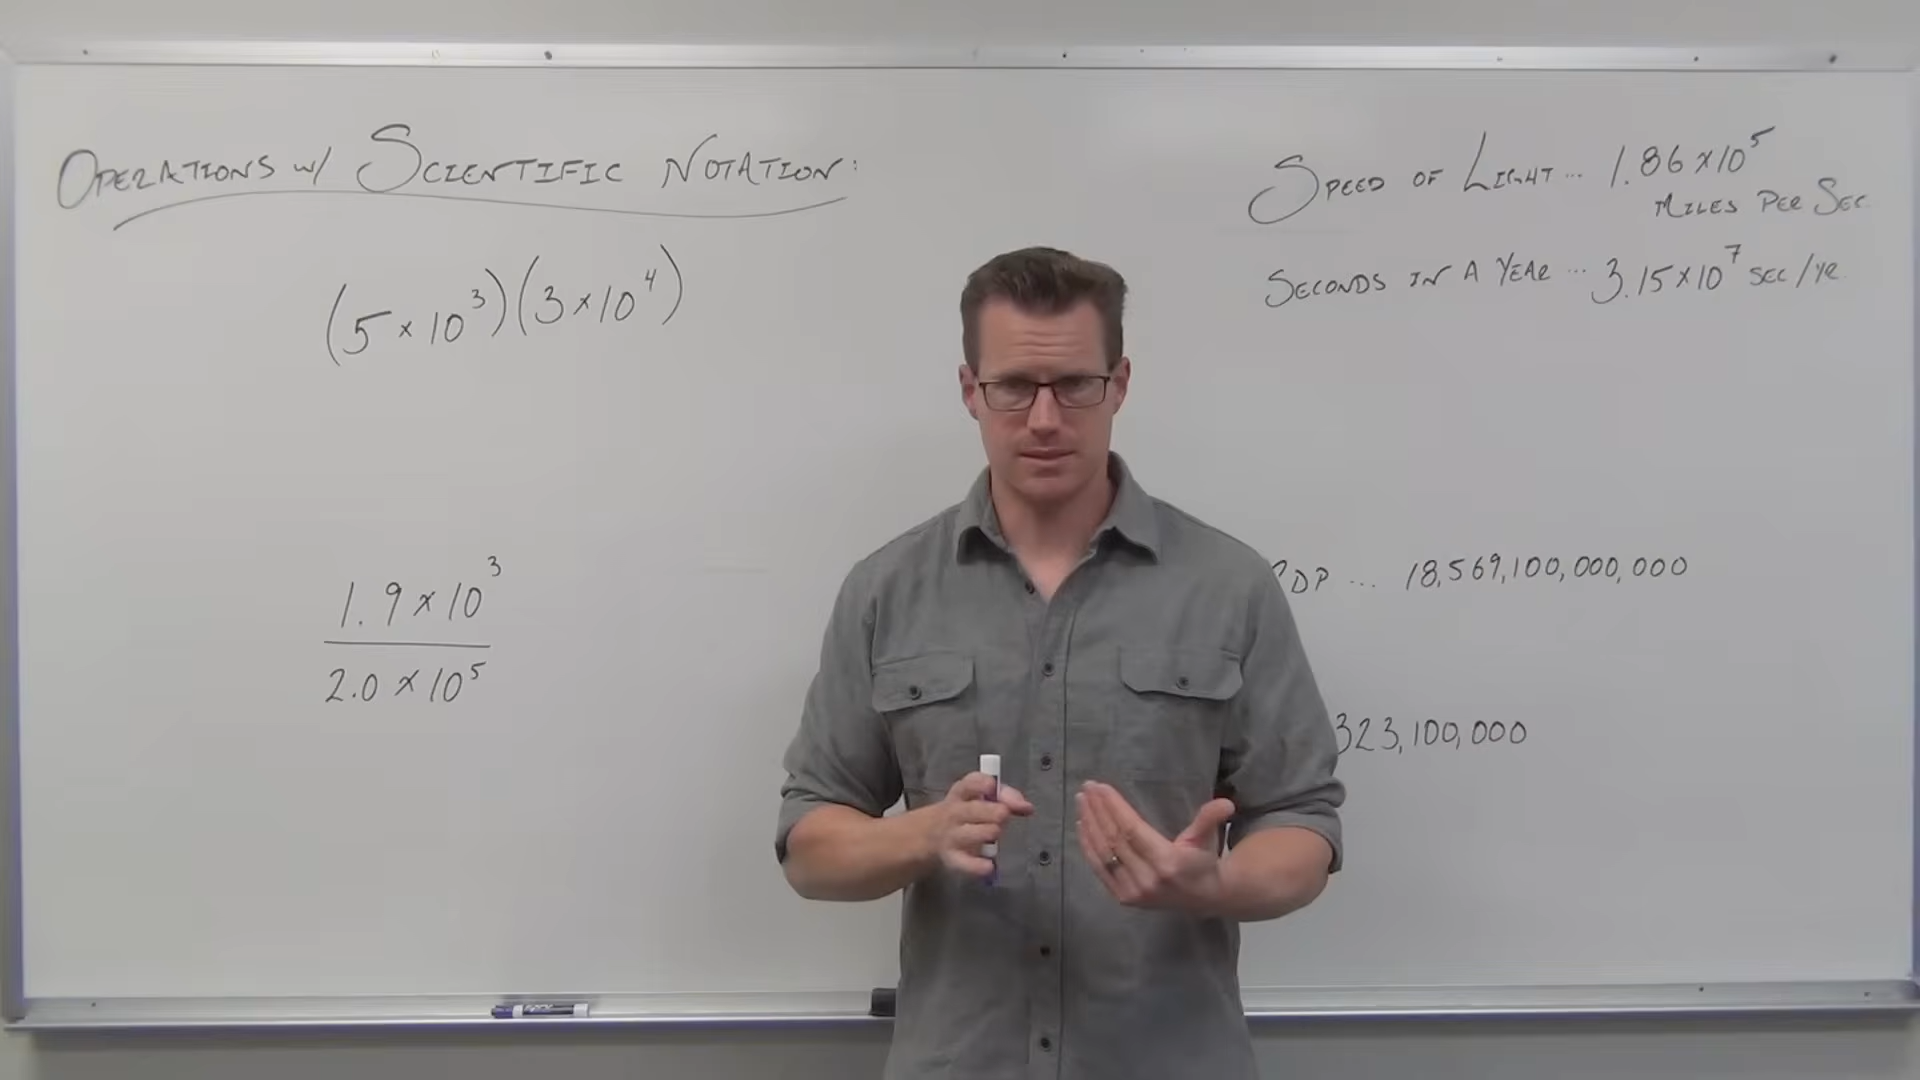 OPERATIONS W/ SCIENTIFIC NOTATION:
(5 × 10³)(3 × 10⁴)
1.9 × 10³
2.0 × 10⁵
SPEED OF LIGHT ... 1.86 × 10⁵
MILES PER SEC
SECONDS IN A YEAR ... 3.15 × 10⁷ SEC/YR.
DP ... 18,569,100,000,000
323,100,000